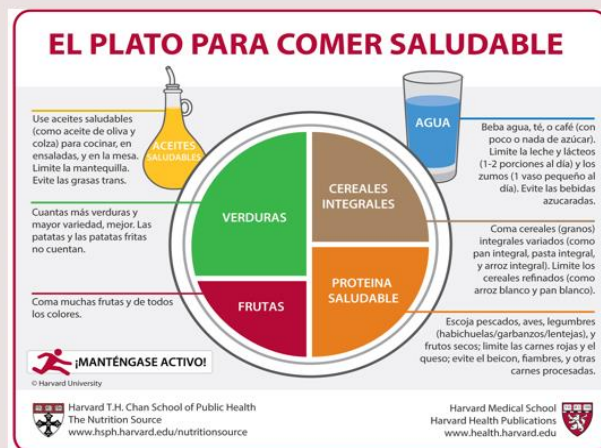 EL PLATO PARA COMER SALUDABLE
Use aceites saludables
(como aceite de oliva y
colza) para cocinar, en
ensaladas, y en la mesa.
Limite la mantequilla.
Evite las grasas trans.
ACEITES
SALUDABLES
AGUA
Beba agua, té, o café (con
poco o nada de azúcar).
Limite la leche y lácteos
(1-2 porciones al día) y los
zumos (1 vaso pequeño al
día). Evite las bebidas
azucaradas.
Cuantas más verduras y
mayor variedad, mejor. Las
patatas y las patatas fritas
no cuentan.
VERDURAS
CEREALES
INTEGRALES
Coma cereales (granos)
integrales variados (como
pan integral, pasta integral,
y arroz integral). Limite los
cereales refinados (como
arroz blanco y pan blanco).
Coma muchas frutas y de todos
los colores.
FRUTAS
PROTEINA
SALUDABLE
Escoja pescados, aves, legumbres
(habichuelas/garbanzos/lentejas), y
frutos secos; limite las carnes rojas y el
queso; evite el beicon, fiambres, y otras
carnes procesadas.
¡MANTÉNGASE ACTIVO!
© Harvard University
Harvard T.H. Chan School of Public Health
The Nutrition Source
www.hsph.harvard.edu/nutritionsource
Harvard Medical School
Harvard Health Publications
www.health.harvard.edu